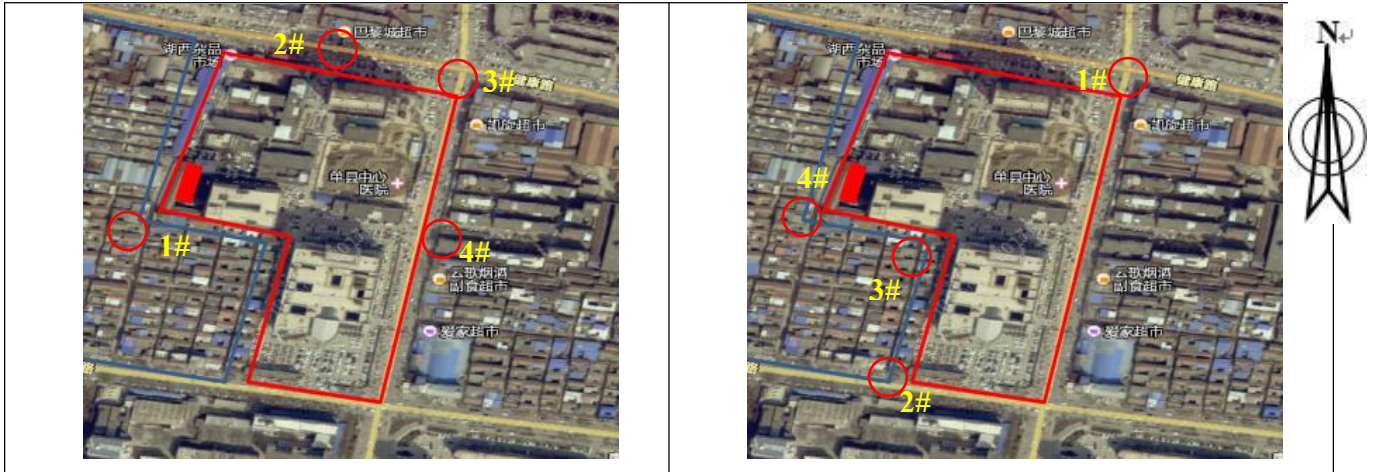 巴黎城超市
2#
湖西杂品
市场
3#
健康路
凯旋超市
单县中心
医院
1#
4#
云歌烟酒
副食超市
爱家超市
路
巴黎城超市
湖西杂品
市场
1#
健康路
凯旋超市
单县中心
医院
4#
3#
云歌烟酒
副食超市
爱家超市
路
2#
N